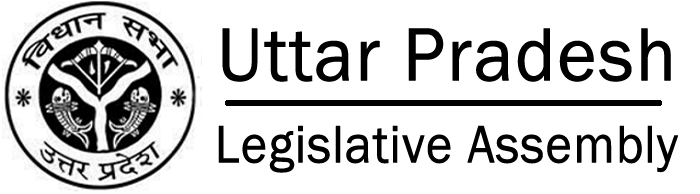 विधान सभा
उत्तर प्रदेश
Uttar Pradesh
Legislative Assembly